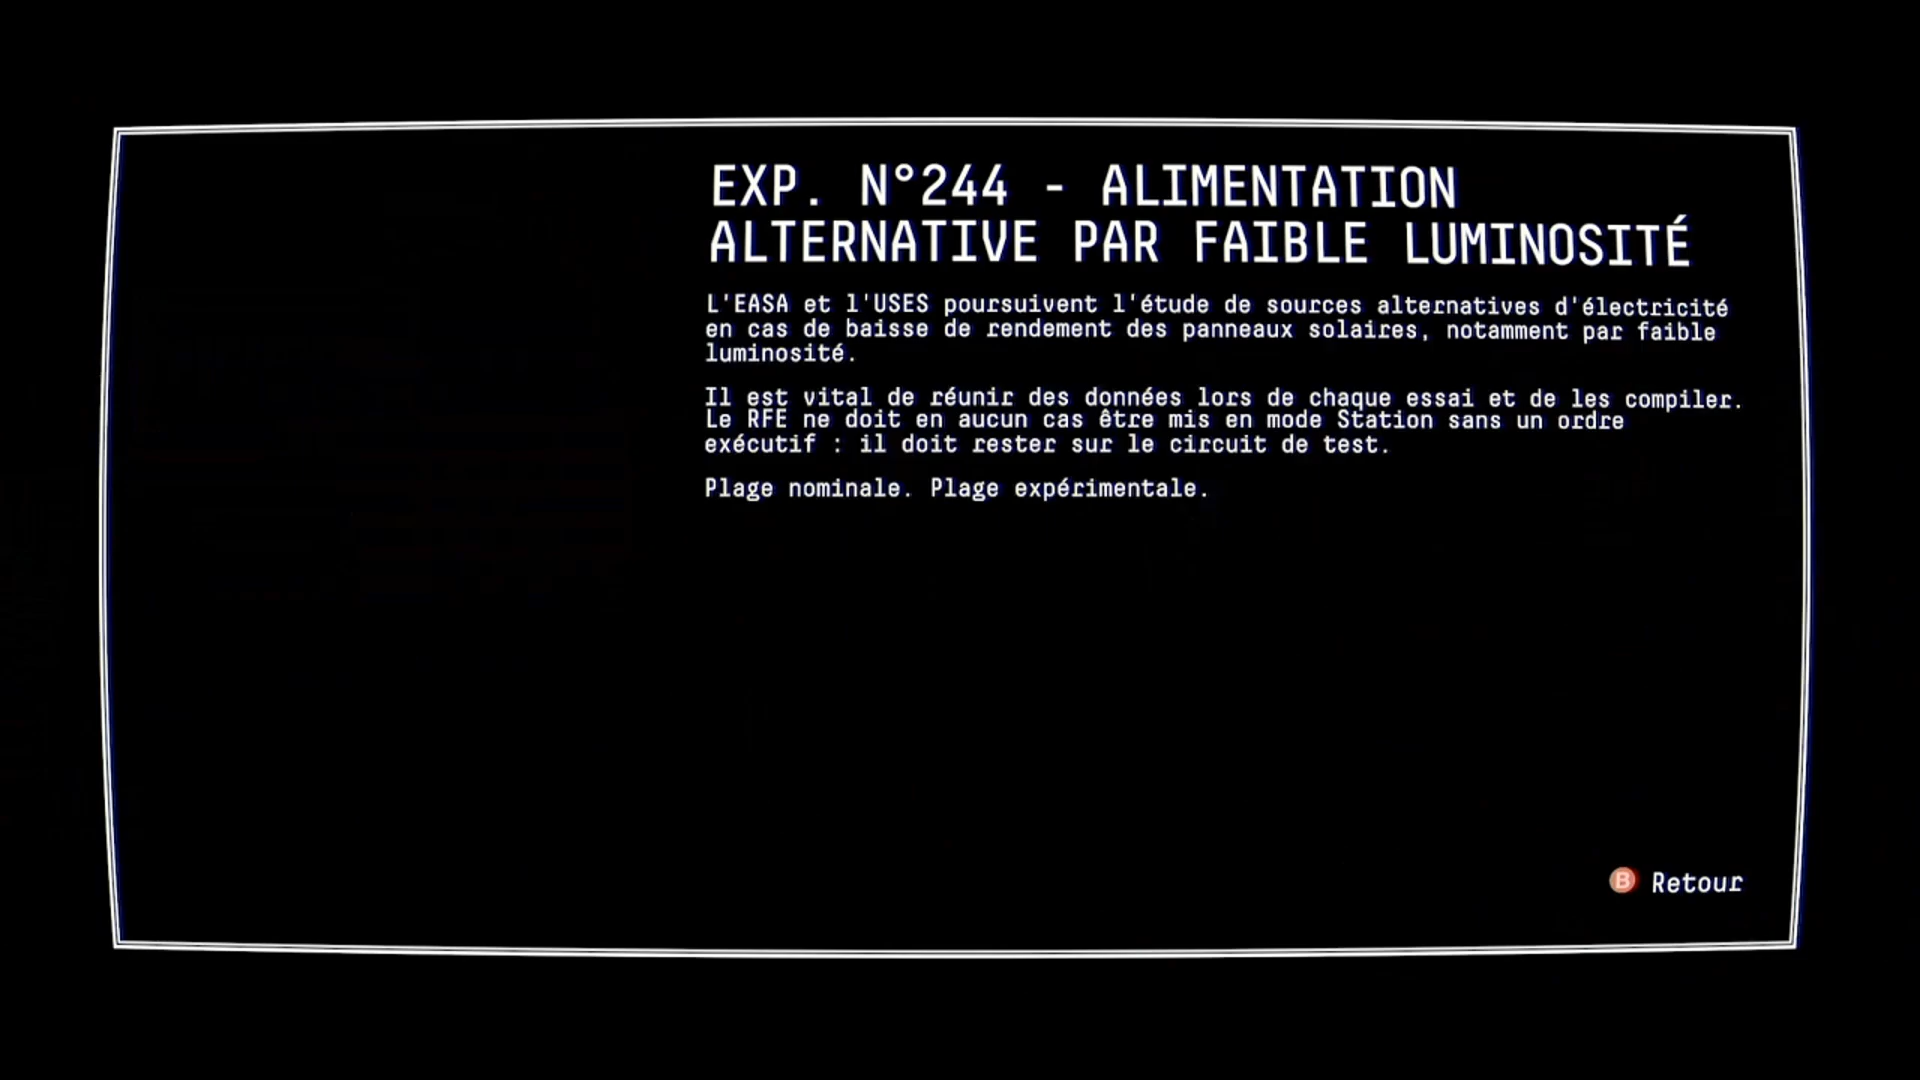 EXP. N°244 - ALIMENTATION
ALTERNATIVE PAR FAIBLE LUMINOSITÉ
L'EASA et l'USES poursuivent l'étude de sources alternatives d'électricité
en cas de baisse de rendement des panneaux solaires, notamment par faible
luminosité.
Il est vital de réunir des données lors de chaque essai et de les compiler.
Le RFE ne doit en aucun cas être mis en mode Station sans un ordre
exécutif : il doit rester sur le circuit de test.
Plage nominale. Plage expérimentale.
B Retour